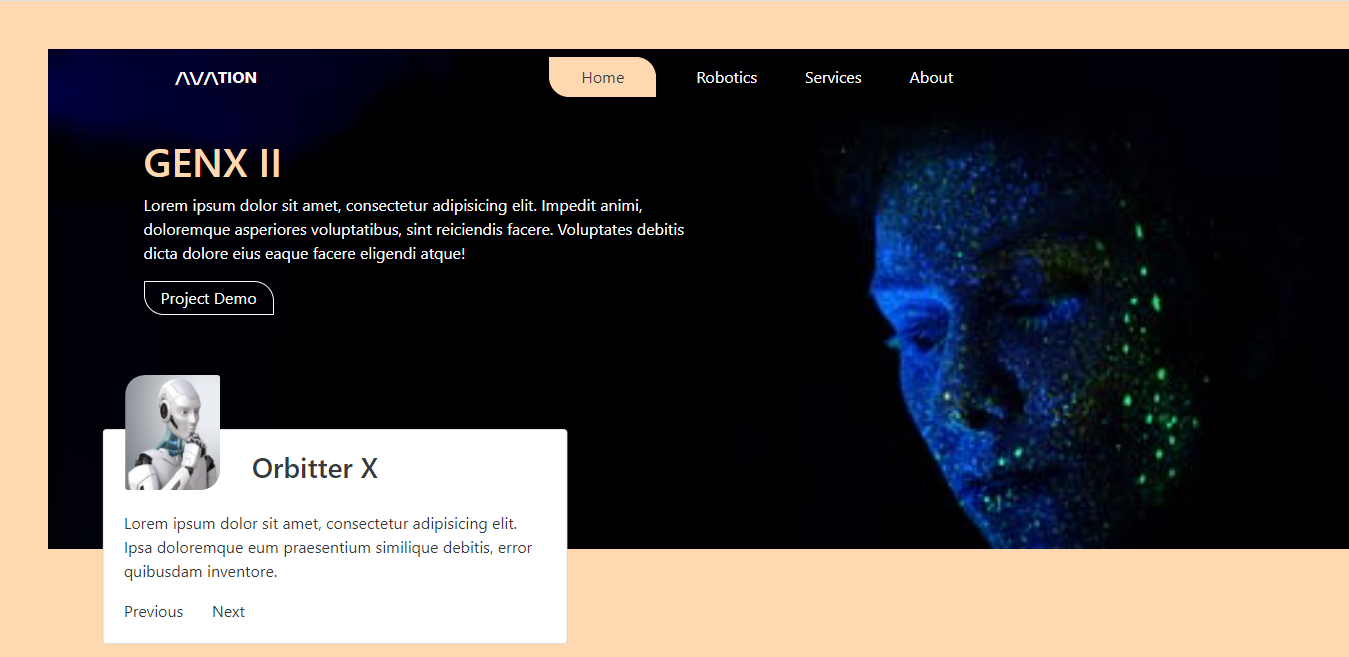 AVATION
Home
Robotics
Services
About
GENX II
Lorem ipsum dolor sit amet, consectetur adipisicing elit. Impedit animi,
doloremque asperiores voluptatibus, sint reiciendis facere. Voluptates debitis
dicta dolore eius eaque facere eligendi atque!
Project Demo
Orbitter X
Lorem ipsum dolor sit amet, consectetur adipisicing elit.
Ipsa doloremque eum praesentium similique debitis, error
quibusdam inventore.
Previous
Next